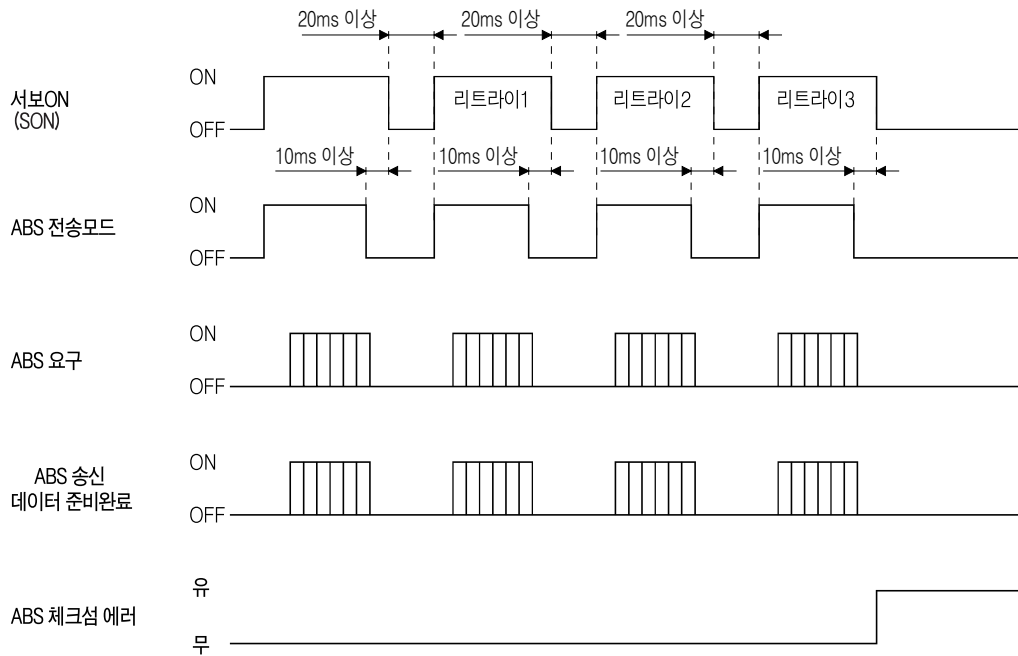 20ms 이상 20ms 이상 20ms 이상
서보ON
(SON)
ON
OFF
리트라이1 리트라이2 리트라이3
10ms 이상 10ms 이상 10ms 이상 10ms 이상
ABS 전송모드
ON
OFF
ABS 요구
ON
OFF
ABS 송신
데이터 준비완료
ON
OFF
ABS 체크섬 에러
유
무